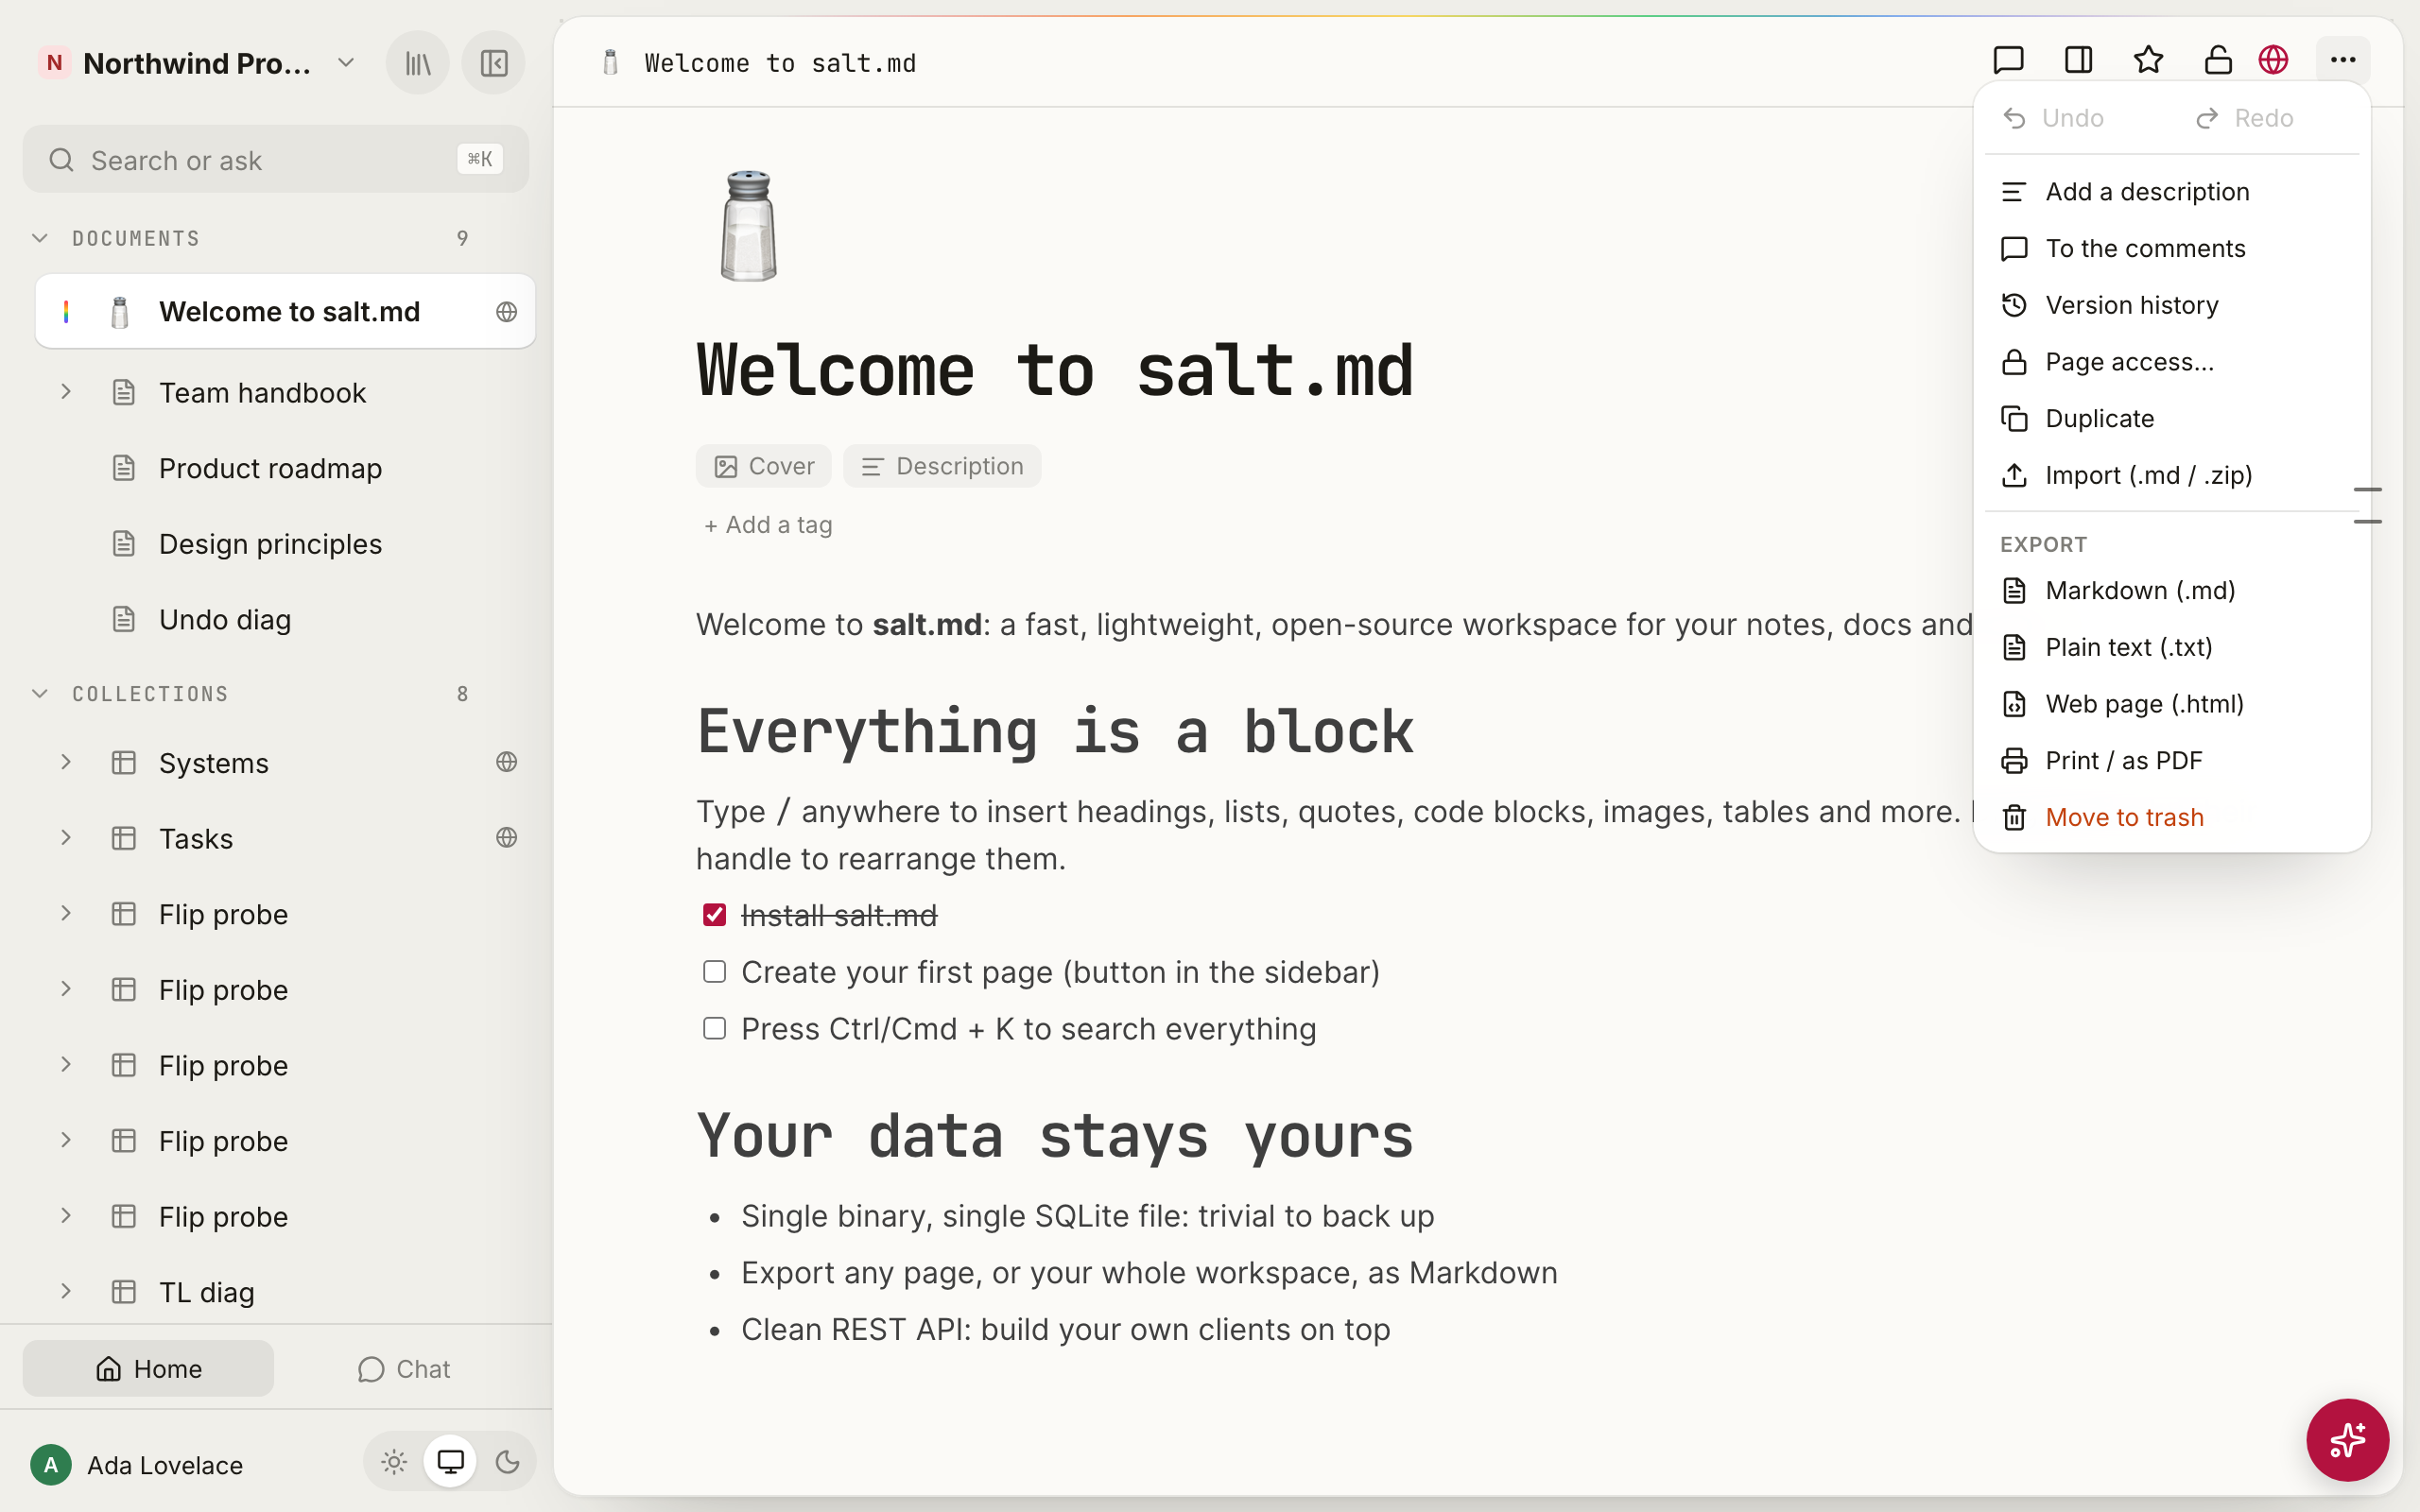 N Northwind Pro...
Search or ask ⌘K
DOCUMENTS 9
Welcome to salt.md
Team handbook
Product roadmap
Design principles
Undo diag
COLLECTIONS 8
Systems
Tasks
Flip probe
Flip probe
Flip probe
Flip probe
Flip probe
TL diag
Home Chat
A Ada Lovelace
Welcome to salt.md
Welcome to salt.md
Cover Description
+ Add a tag
Welcome to salt.md: a fast, lightweight, open-source workspace for your notes, docs and
Everything is a block
Type / anywhere to insert headings, lists, quotes, code blocks, images, tables and more.
handle to rearrange them.
Install salt.md
Create your first page (button in the sidebar)
Press Ctrl/Cmd + K to search everything
Your data stays yours
• Single binary, single SQLite file: trivial to back up
• Export any page, or your whole workspace, as Markdown
• Clean REST API: build your own clients on top
Undo Redo
Add a description
To the comments
Version history
Page access...
Duplicate
Import (.md / .zip)
EXPORT
Markdown (.md)
Plain text (.txt)
Web page (.html)
Print / as PDF
Move to trash